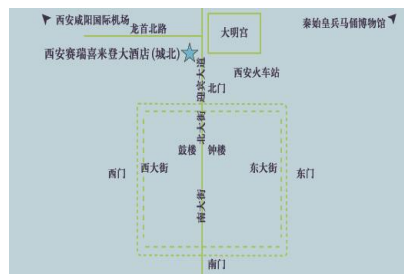 西安咸阳国际机场
秦始皇兵马俑博物馆
龙首北路
大明宫
西安赛瑞喜来登大酒店(城北)
迎宾大道
西安火车站
北门
北大街
鼓楼
钟楼
西门
西大街
东大街
东门
南大街
南门